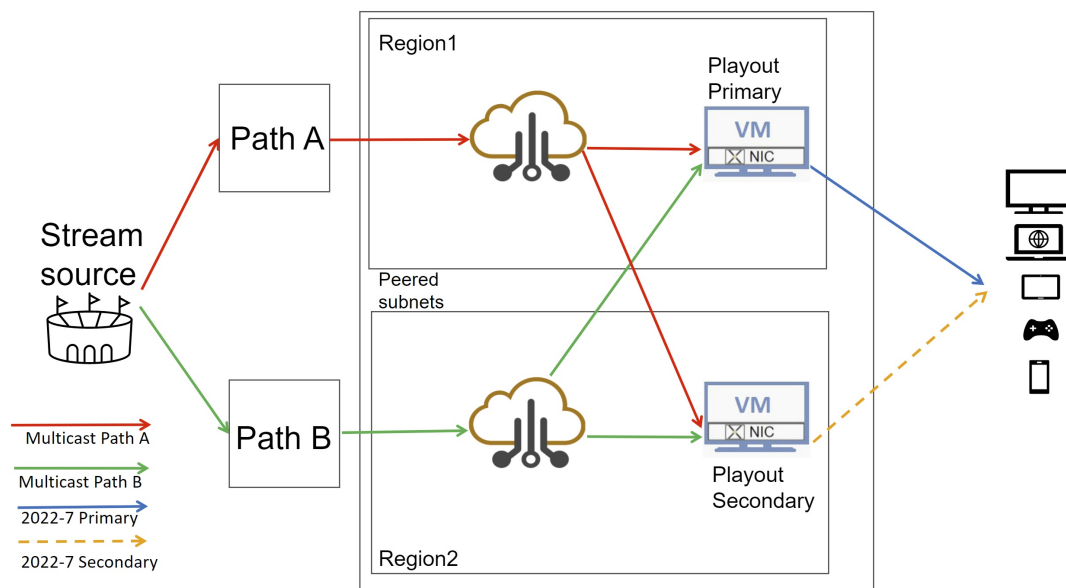 Region1
Playout
Primary
VM
NIC
Path A
Stream
source
Peered
subnets
Path B
VM
NIC
Playout
Secondary
Region2
Multicast Path A
Multicast Path B
2022-7 Primary
2022-7 Secondary